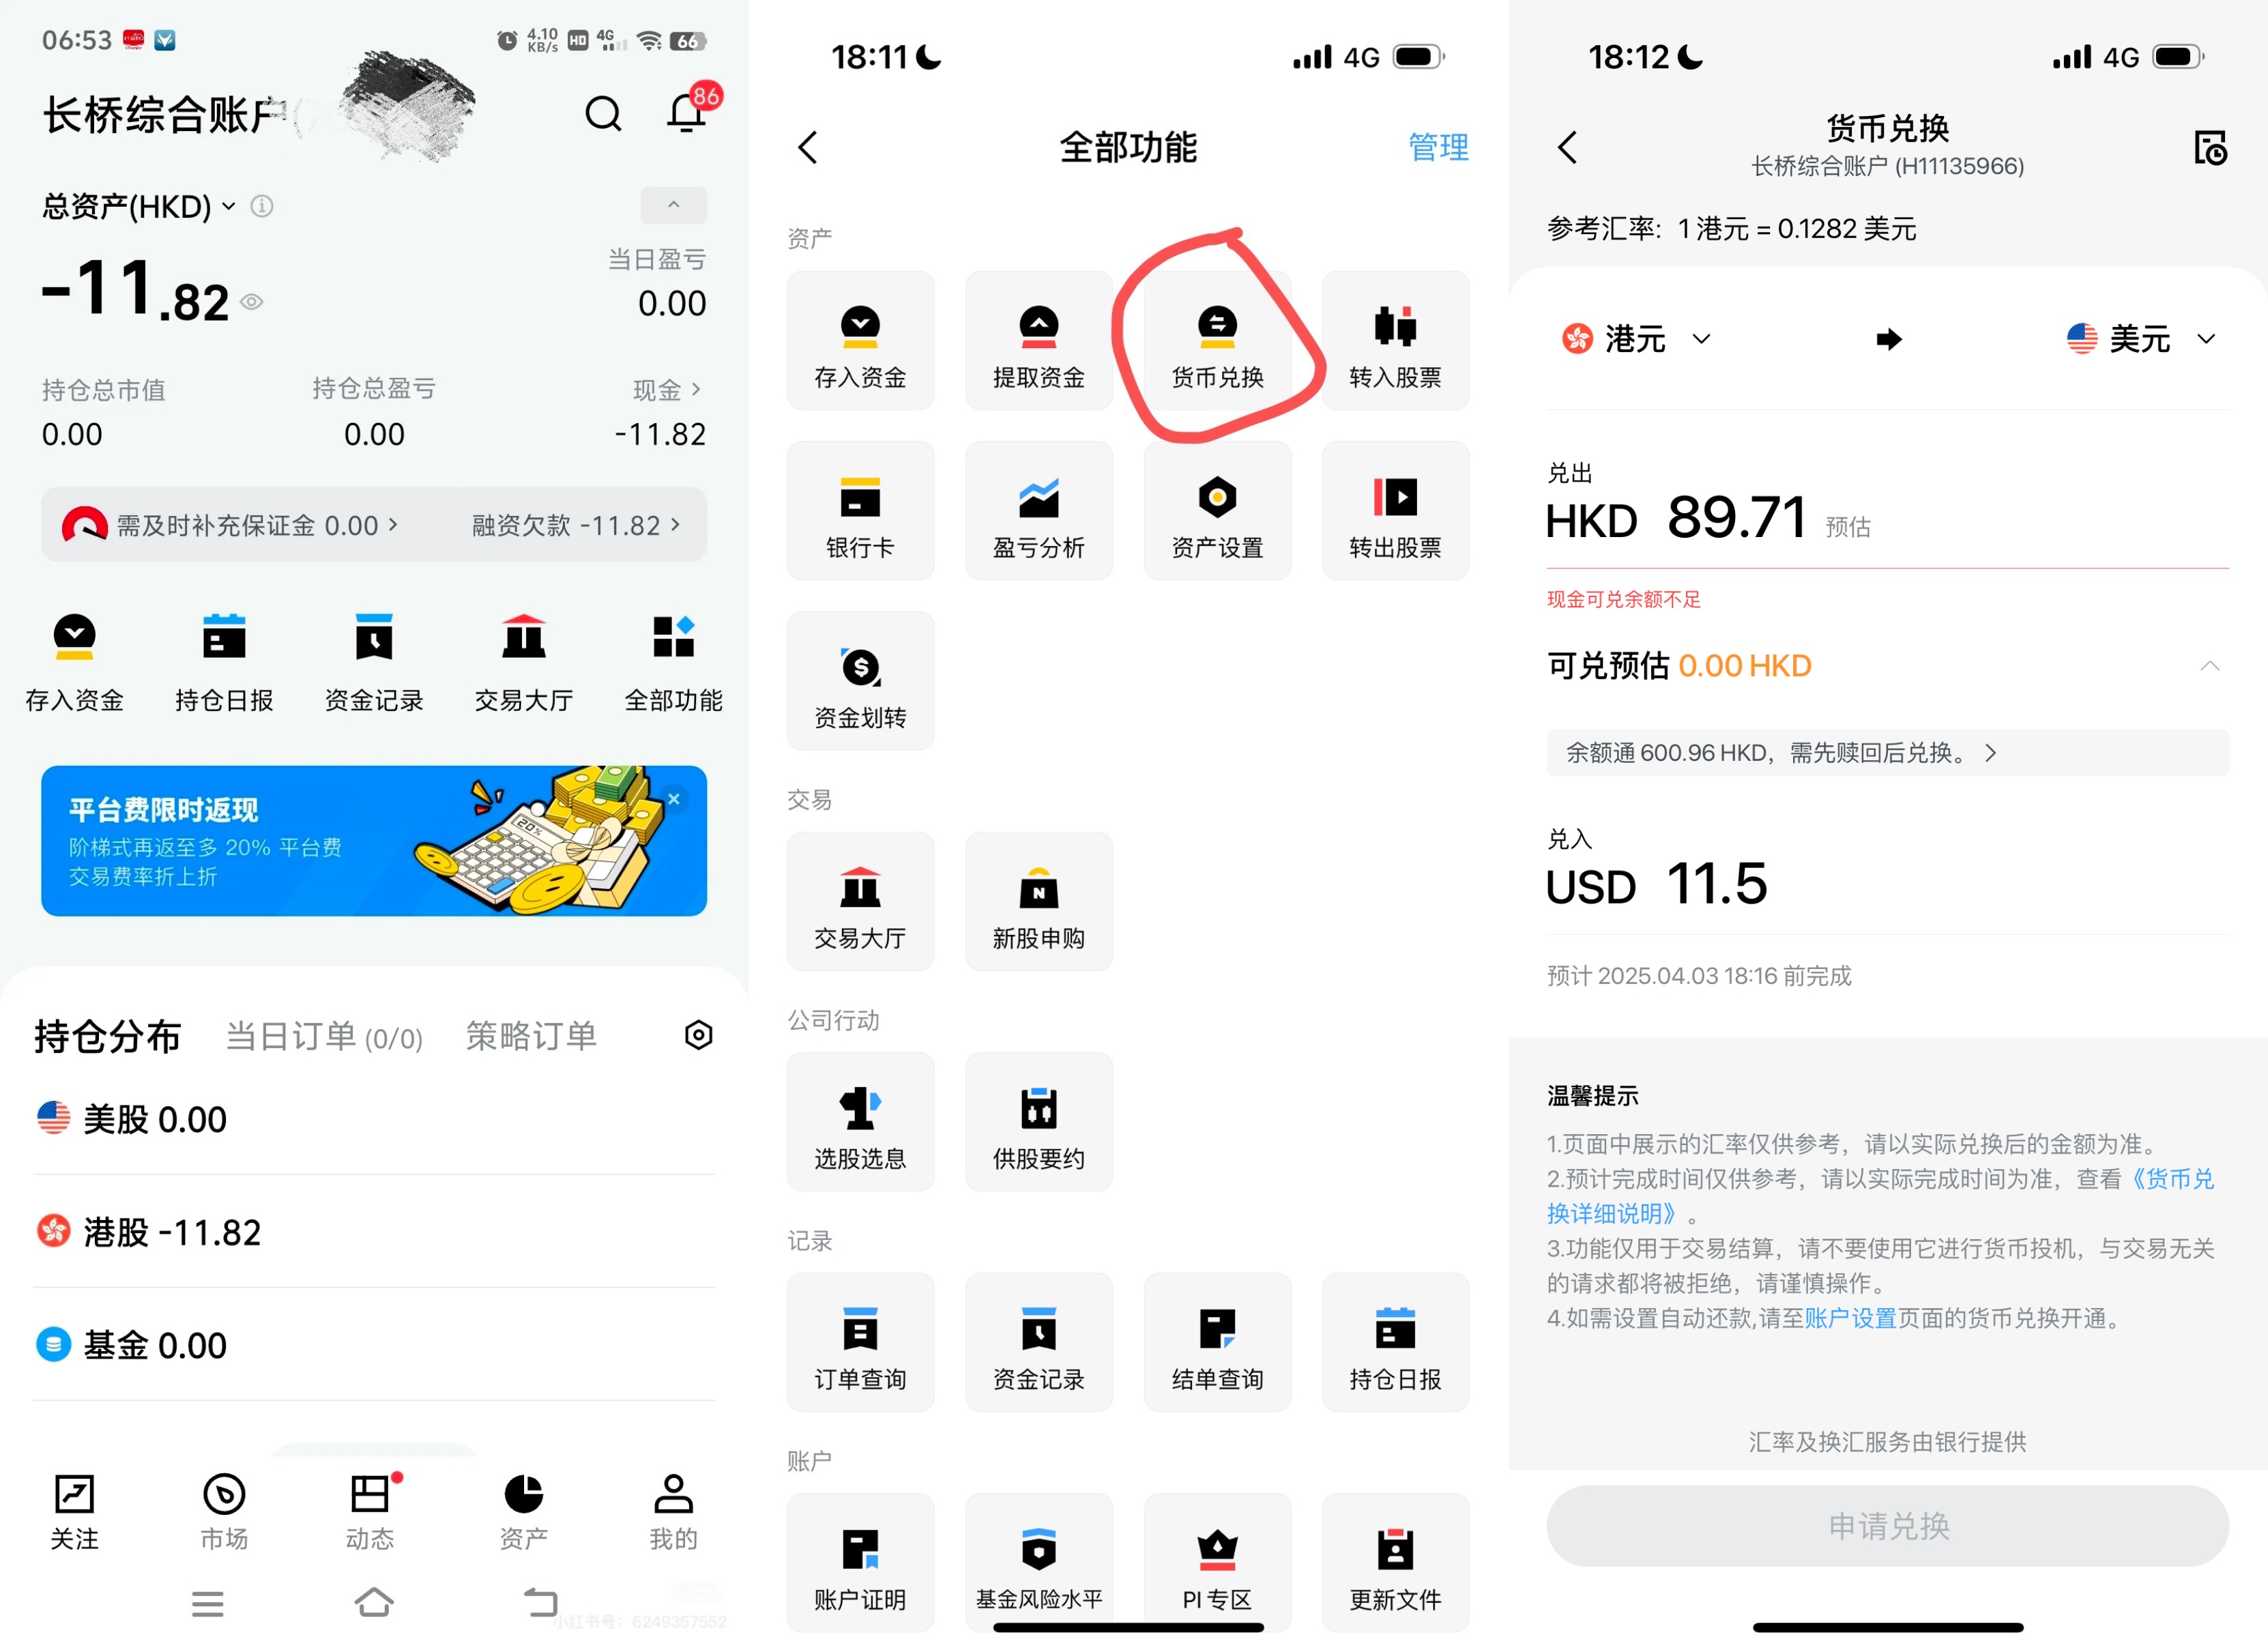 06:53
4.10 KB/s HD 4G 66
长桥综合账户
86
总资产(HKD)
-11.82
当日盈亏
0.00
持仓总市值 持仓总盈亏 现金
0.00 0.00 -11.82
需及时补充保证金 0.00 融资欠款 -11.82
存入资金 持仓日报 资金记录 交易大厅 全部功能
平台费限时返现
阶梯式再返至多 20% 平台费
交易费率折上折
20%
持仓分布 当日订单 (0/0) 策略订单
美股 0.00
港股 -11.82
基金 0.00
关注 市场 动态 资产 我的
小红书号：6249357552
18:11 4G
全部功能 管理
资产
存入资金 提取资金 货币兑换 转入股票
银行卡 盈亏分析 资产设置 转出股票
资金划转
交易
交易大厅 新股申购
公司行动
选股选息 供股要约
记录
订单查询 资金记录 结单查询 持仓日报
账户
账户证明 基金风险水平 PI 专区 更新文件
18:12 4G
货币兑换
长桥综合账户 (H11135966)
参考汇率: 1 港元 = 0.1282 美元
港元 美元
兑出
HKD 89.71 预估
现金可兑余额不足
可兑预估 0.00 HKD
余额通 600.96 HKD，需先赎回后兑换。
兑入
USD 11.5
预计 2025.04.03 18:16 前完成
温馨提示
1.页面中展示的汇率仅供参考，请以实际兑换后的金额为准。
2.预计完成时间仅供参考，请以实际完成时间为准，查看《货币兑
换详细说明》。
3.功能仅用于交易结算，请不要使用它进行货币投机，与交易无关
的请求都将被拒绝，请谨慎操作。
4.如需设置自动还款,请至账户设置页面的货币兑换开通。
汇率及换汇服务由银行提供
申请兑换